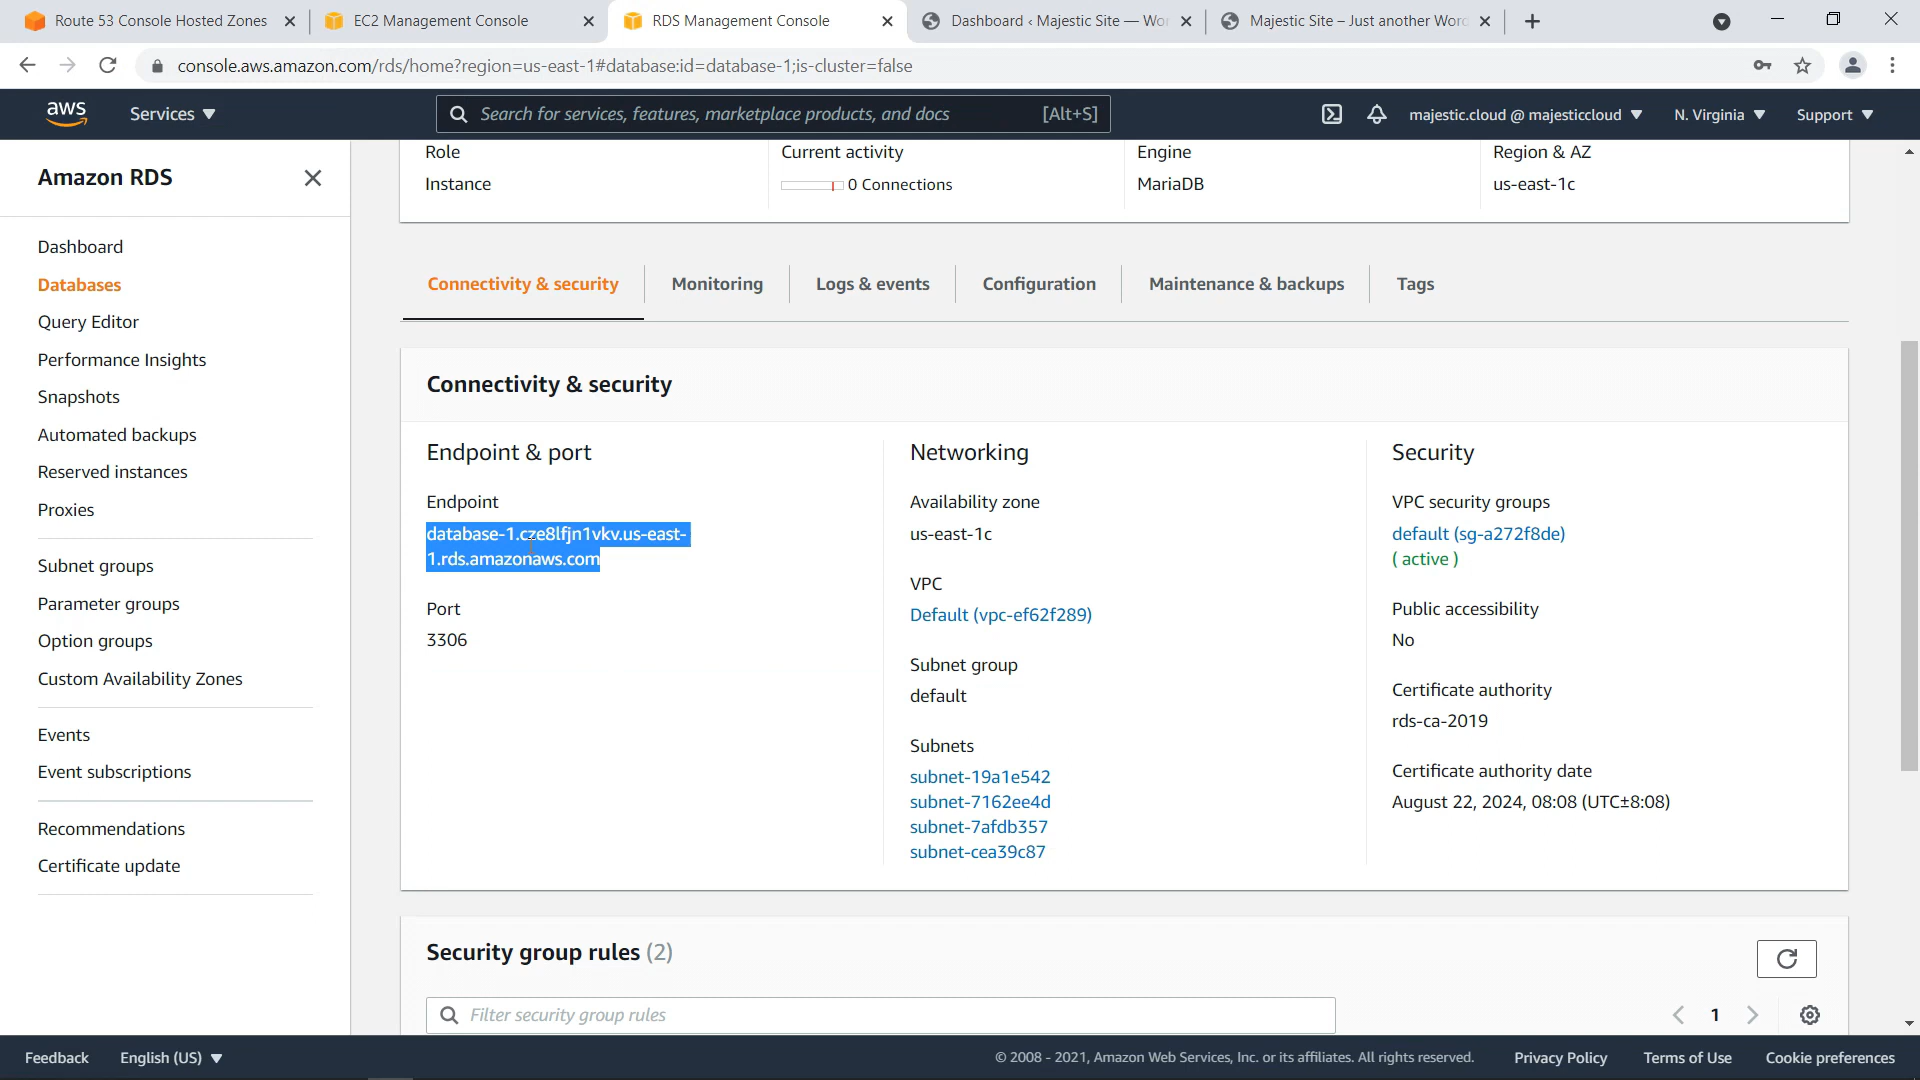 Route 53 Console Hosted Zones
EC2 Management Console
RDS Management Console
Dashboard ‹ Majestic Site — Wor
Majestic Site – Just another Word
console.aws.amazon.com/rds/home?region=us-east-1#database:id=database-1;is-cluster=false
aws
Services
Search for services, features, marketplace products, and docs
[Alt+S]
majestic.cloud @ majesticcloud
N. Virginia
Support
Amazon RDS
Dashboard
Databases
Query Editor
Performance Insights
Snapshots
Automated backups
Reserved instances
Proxies
Subnet groups
Parameter groups
Option groups
Custom Availability Zones
Events
Event subscriptions
Recommendations
Certificate update
Role
Instance
Current activity
0 Connections
Engine
MariaDB
Region & AZ
us-east-1c
Connectivity & security
Monitoring
Logs & events
Configuration
Maintenance & backups
Tags
Connectivity & security
Endpoint & port
Endpoint
database-1.cze8lfjn1vkv.us-east-
1.rds.amazonaws.com
Port
3306
Networking
Availability zone
us-east-1c
VPC
Default (vpc-ef62f289)
Subnet group
default
Subnets
subnet-19a1e542
subnet-7162ee4d
subnet-7afdb357
subnet-cea39c87
Security
VPC security groups
default (sg-a272f8de)
( active )
Public accessibility
No
Certificate authority
rds-ca-2019
Certificate authority date
August 22, 2024, 08:08 (UTC±8:08)
Security group rules (2)
Filter security group rules
1
Feedback
English (US)
© 2008 - 2021, Amazon Web Services, Inc. or its affiliates. All rights reserved.
Privacy Policy
Terms of Use
Cookie preferences